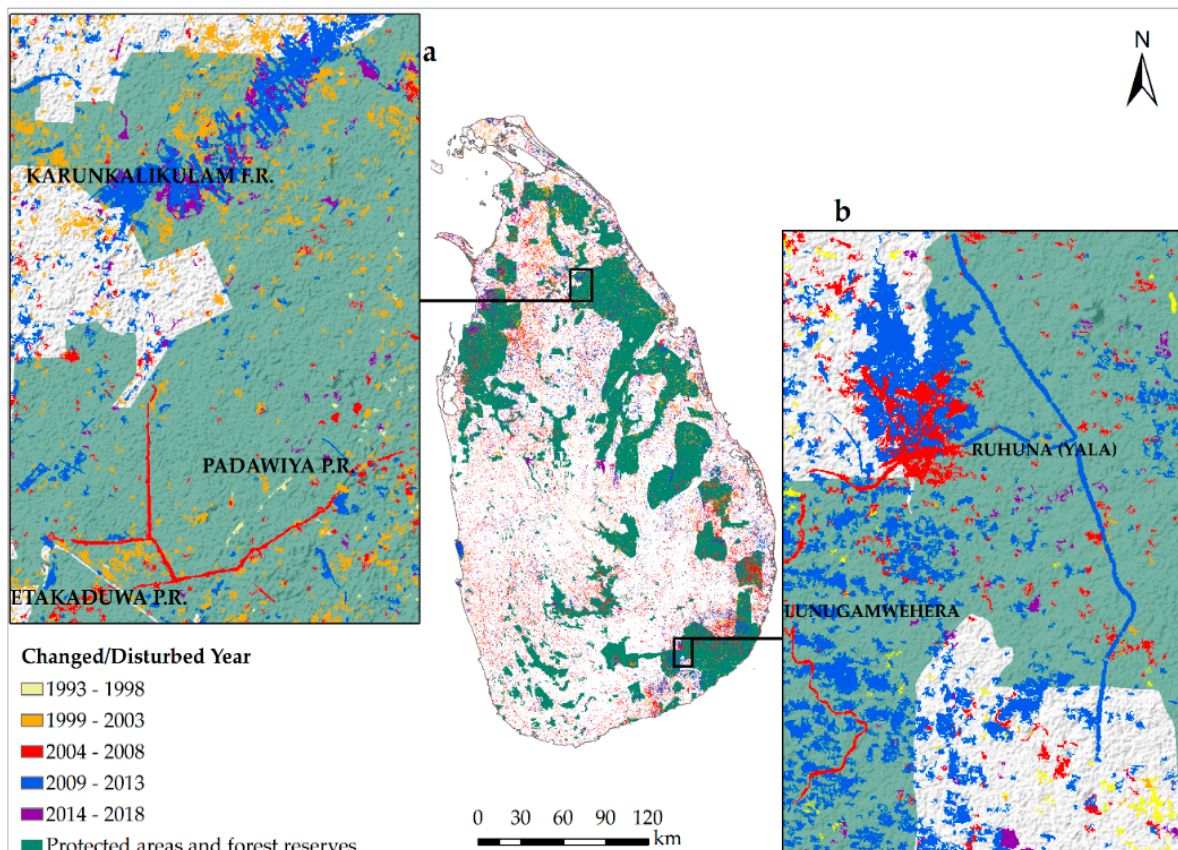 a
N
KARUNKALIKULAM F.R.
b
RUHUNA (YALA)
PADAWIYA P.R.
ETAKADUWA P.R.
LUNUGAMWEHERA
Changed/Disturbed Year
1993 - 1998
1999 - 2003
2004 - 2008
2009 - 2013
2014 - 2018
Protected areas and forest reserves
0 15 30 60 90 120
km